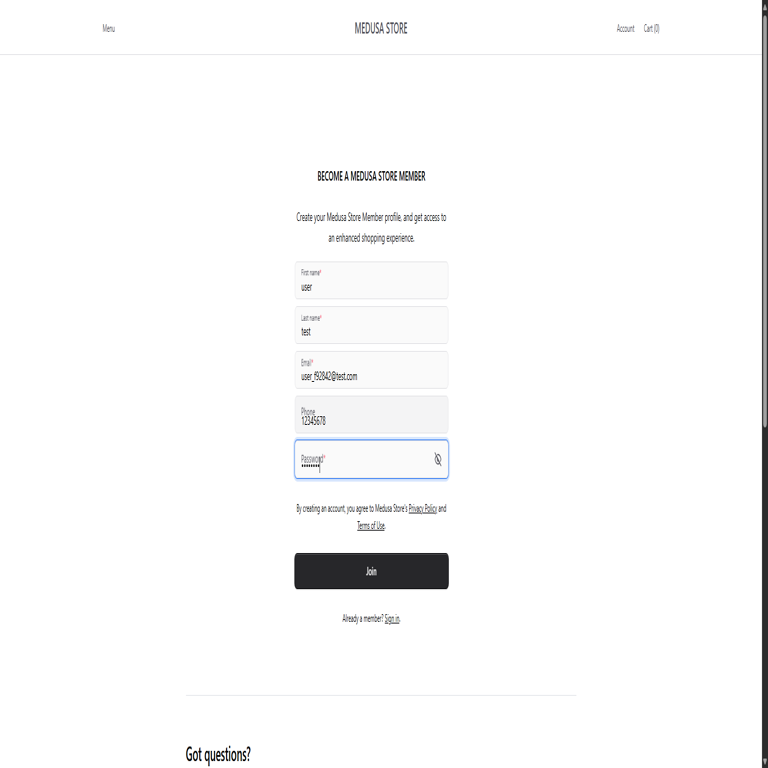 Menu
MEDUSA STORE
Account
Cart (0)
BECOME A MEDUSA STORE MEMBER
Create your Medusa Store Member profile, and get access to
an enhanced shopping experience.
First name*
user
Last name*
test
Email*
user_f92842@test.com
Phone
12345678
Password*
••••••••
By creating an account, you agree to Medusa Store's Privacy Policy and
Terms of Use.
Join
Already a member? Sign in.
Got questions?